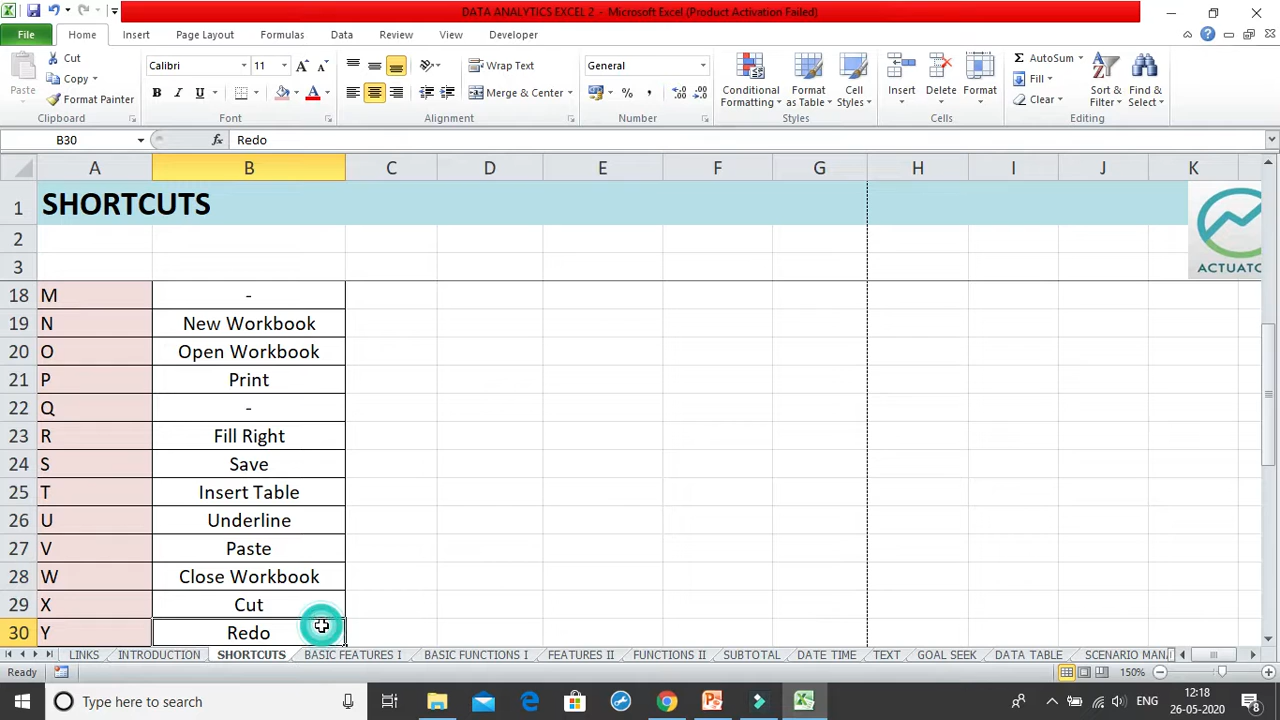 DATA ANALYTICS EXCEL 2 - Microsoft Excel (Product Activation Failed)
File Home Insert Page Layout Formulas Data Review View Developer
Paste Cut Copy Format Painter
Calibri 11
B I U A
Wrap Text
Merge & Center
General
% ,
Conditional Formatting
Format as Table
Cell Styles
Insert Delete Format
Σ AutoSum
Fill
Clear
Sort & Filter
Find & Select
Clipboard Font Alignment Number Styles Cells Editing
B30 fx Redo
A B C D E F G H I J K
1 SHORTCUTS
2
3
ACTUATO
18 M -
19 N New Workbook
20 O Open Workbook
21 P Print
22 Q -
23 R Fill Right
24 S Save
25 T Insert Table
26 U Underline
27 V Paste
28 W Close Workbook
29 X Cut
30 Y Redo
LINKS INTRODUCTION SHORTCUTS BASIC FEATURES I BASIC FUNCTIONS I FEATURES II FUNCTIONS II SUBTOTAL DATE TIME TEXT GOAL SEEK DATA TABLE SCENARIO MAN
Ready 150%
Type here to search
ENG
12:18
26-05-2020
8